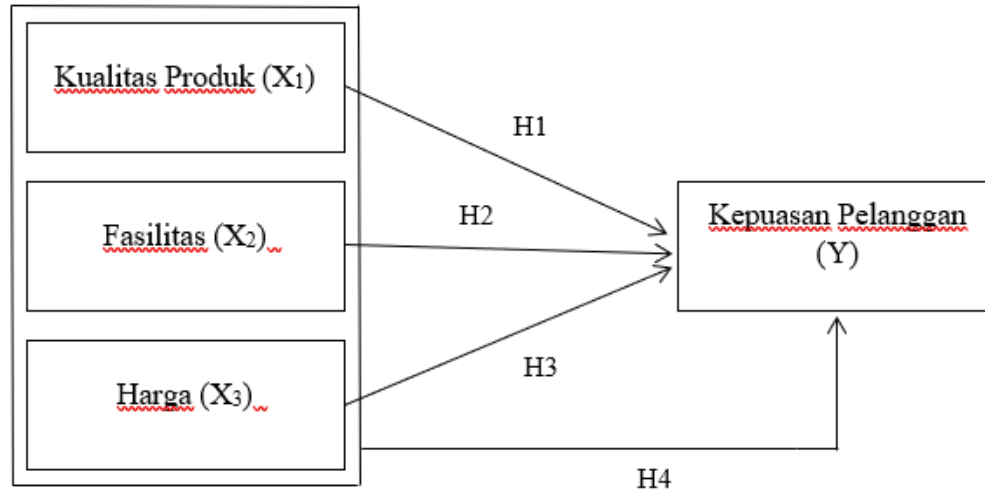 Kualitas Produk (X₁)
H1
Fasilitas (X₂)
H2
Kepuasan Pelanggan
(Y)
Harga (X₃)
H3
H4